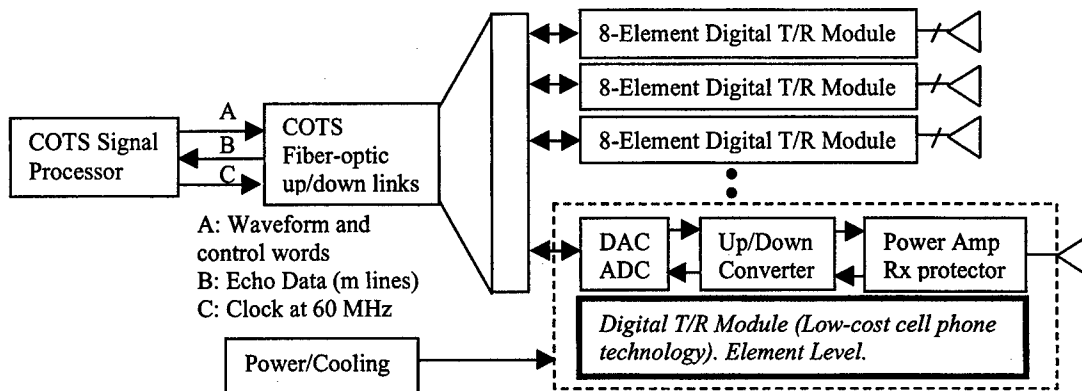 8-Element Digital T/R Module
8-Element Digital T/R Module
8-Element Digital T/R Module
COTS Signal
Processor
A
B
C
COTS
Fiber-optic
up/down links
A: Waveform and
control words
B: Echo Data (m lines)
C: Clock at 60 MHz
DAC
ADC
Up/Down
Converter
Power Amp
Rx protector
Digital T/R Module (Low-cost cell phone
technology). Element Level.
Power/Cooling